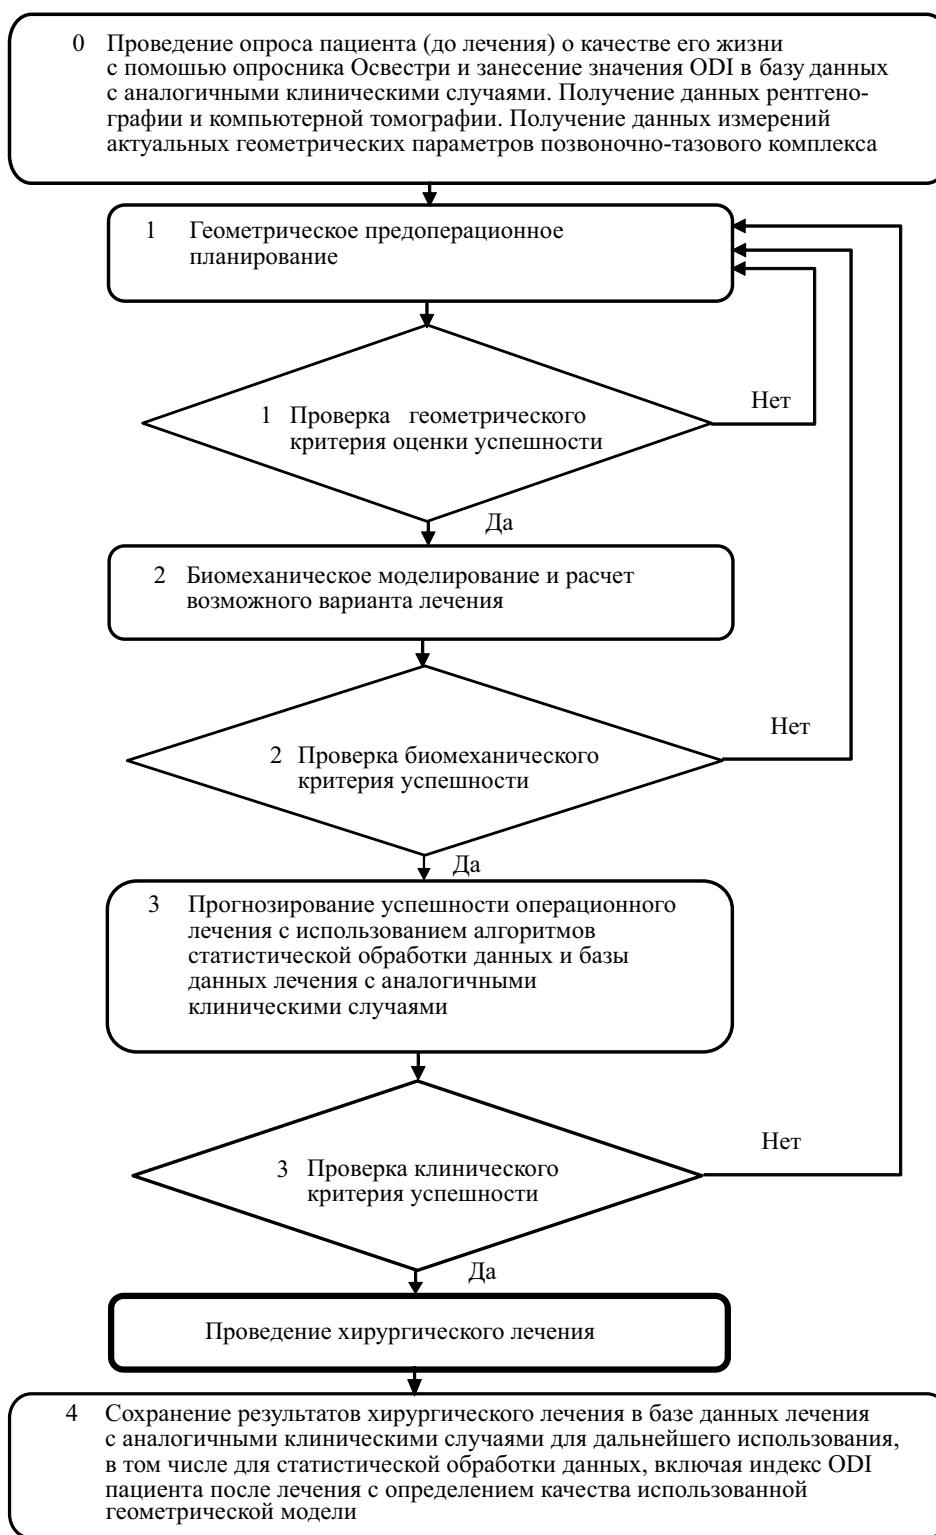 0 Проведение опроса пациента (до лечения) о качестве его жизни
с помошью опросника Освестри и занесение значения ODI в базу данных
с аналогичными клиническими случаями. Получение данных рентгено-
графии и компьютерной томографии. Получение данных измерений
актуальных геометрических параметров позвоночно-тазового комплекса
1 Геометрическое предоперационное
планирование
1 Проверка геометрического
критерия оценки успешности
Нет
Да
2 Биомеханическое моделирование и расчет
возможного варианта лечения
2 Проверка биомеханического
критерия успешности
Нет
Да
3 Прогнозирование успешности операционного
лечения с использованием алгоритмов
статистической обработки данных и базы
данных лечения с аналогичными
клиническими случаями
3 Проверка клинического
критерия успешности
Нет
Да
Проведение хирургического лечения
4 Сохранение результатов хирургического лечения в базе данных лечения
с аналогичными клиническими случаями для дальнейшего использования,
в том числе для статистической обработки данных, включая индекс ODI
пациента после лечения с определением качества использованной
геометрической модели